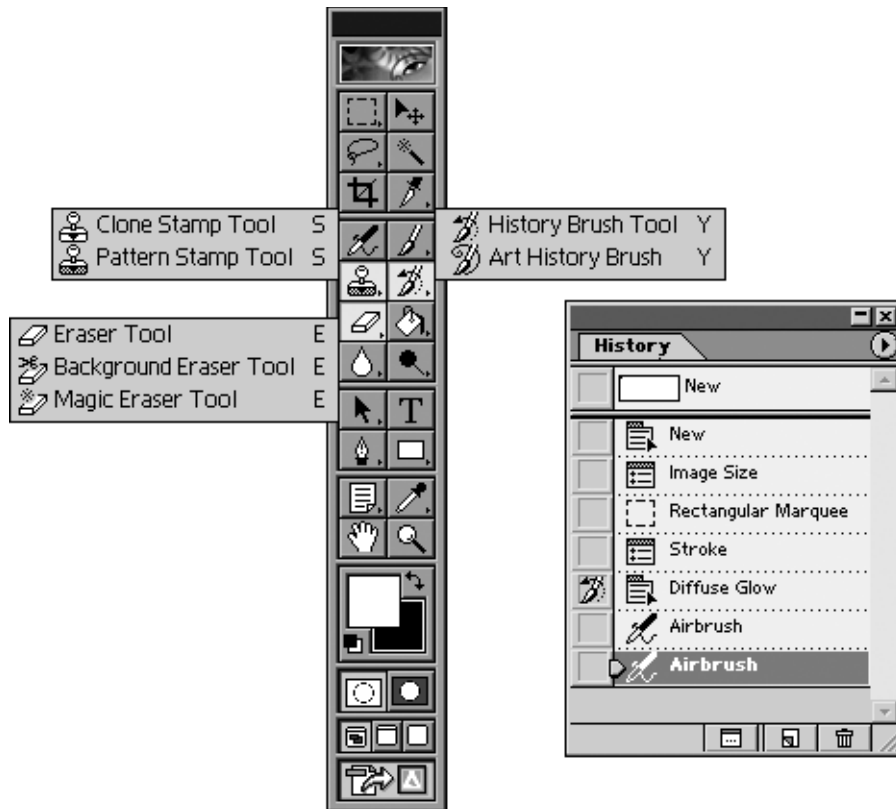 Clone Stamp Tool S
Pattern Stamp Tool S
History Brush Tool Y
Art History Brush Y
Eraser Tool E
Background Eraser Tool E
Magic Eraser Tool E
T
History
New
New
Image Size
Rectangular Marquee
Stroke
Diffuse Glow
Airbrush
Airbrush